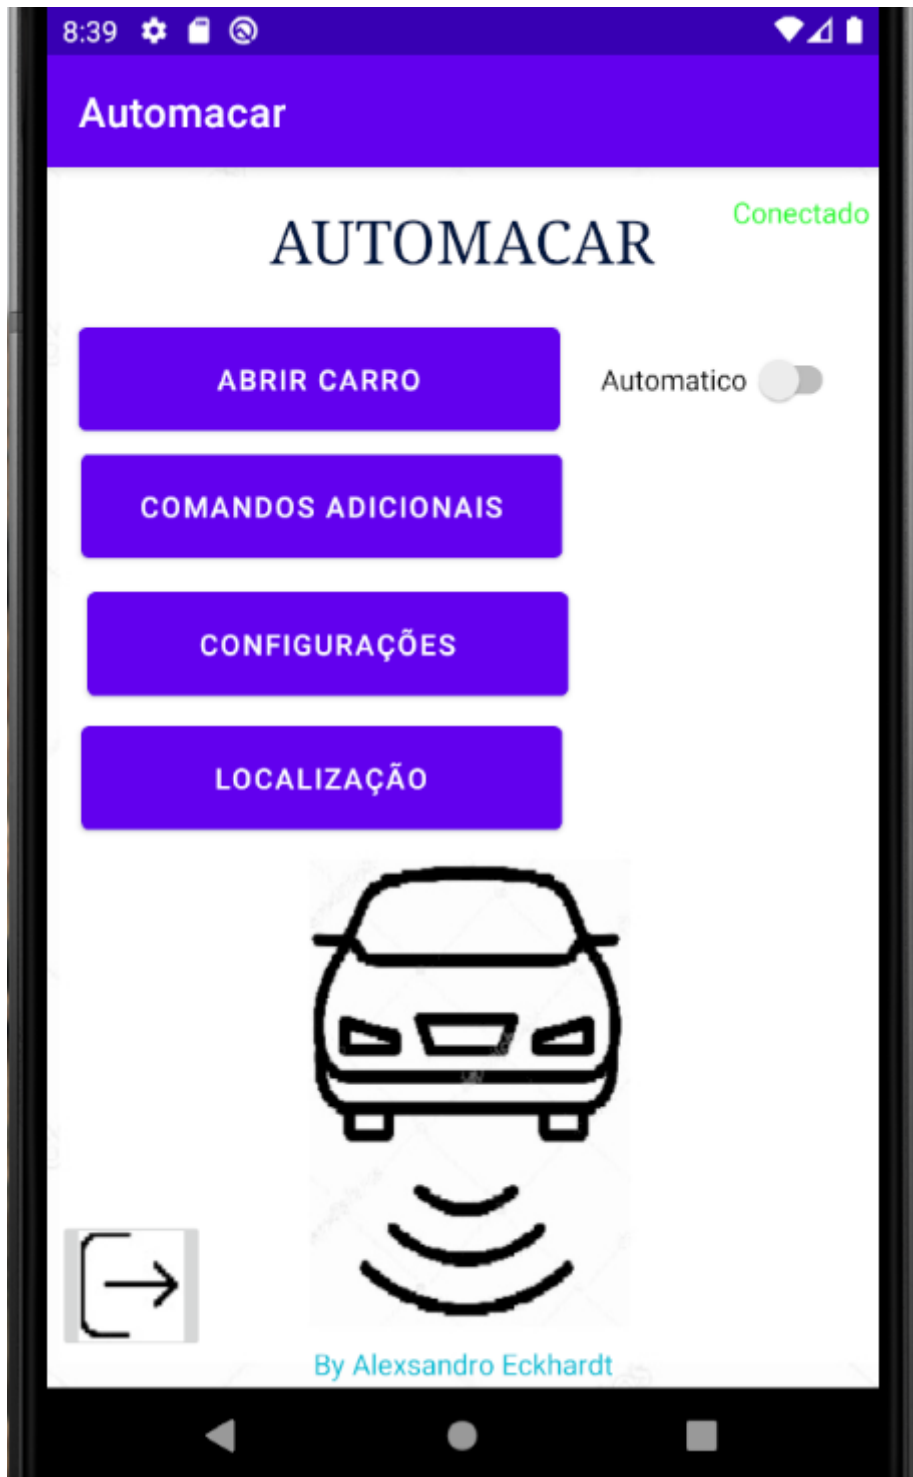 8:39
Automacar
Conectado
AUTOMACAR
ABRIR CARRO
Automatico
COMANDOS ADICIONAIS
CONFIGURAÇÕES
LOCALIZAÇÃO
By Alexsandro Eckhardt